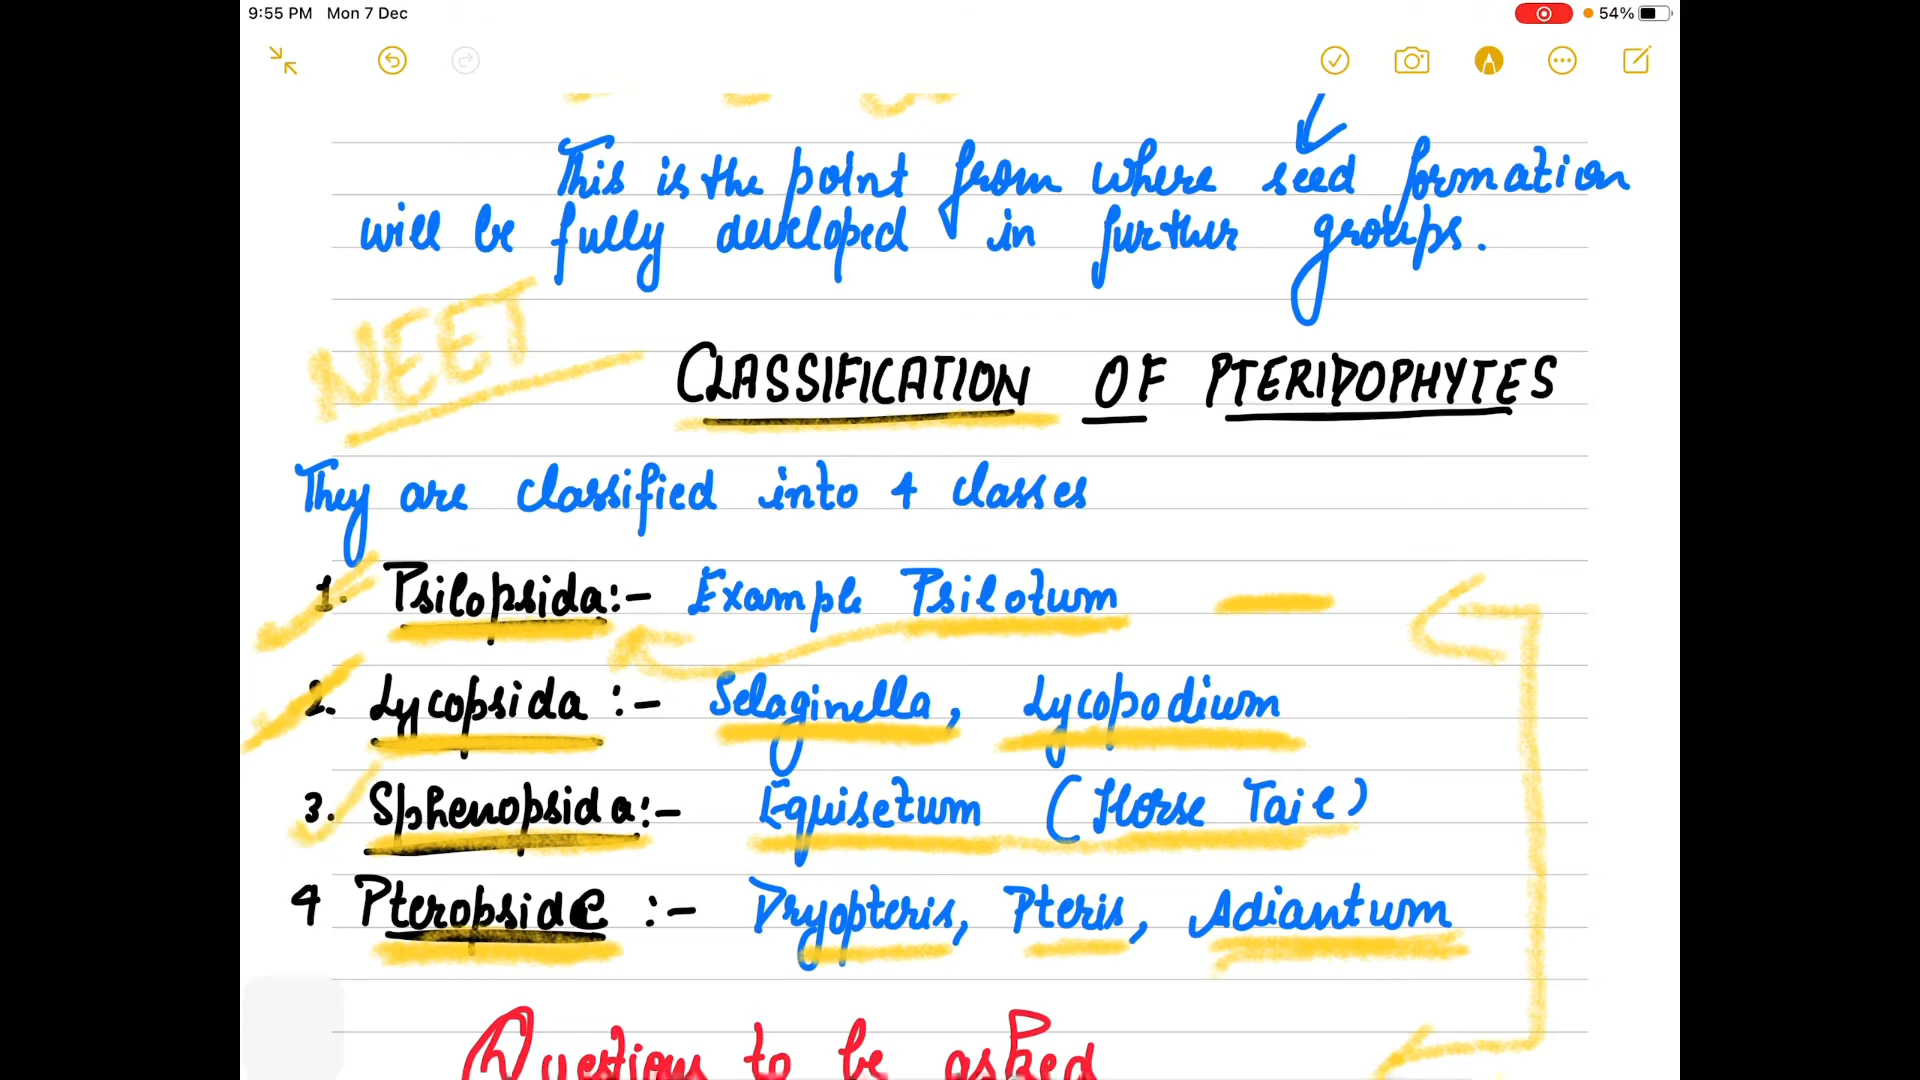 9:55 PM Mon 7 Dec 54%
This is the point from where seed formation
will be fully developed in further groups.
NEET
CLASSIFICATION OF PTERIDOPHYTES
They are classified into 4 classes
1. Psilopsida:- Example Psilotum
2. Lycopsida :- Selaginella, Lycopodium
3. Sphenopsida:- Equisetum (Horse Tail)
4 Pteropside :- Dryopteris, Pteris, Adiantum
Questions to be asked